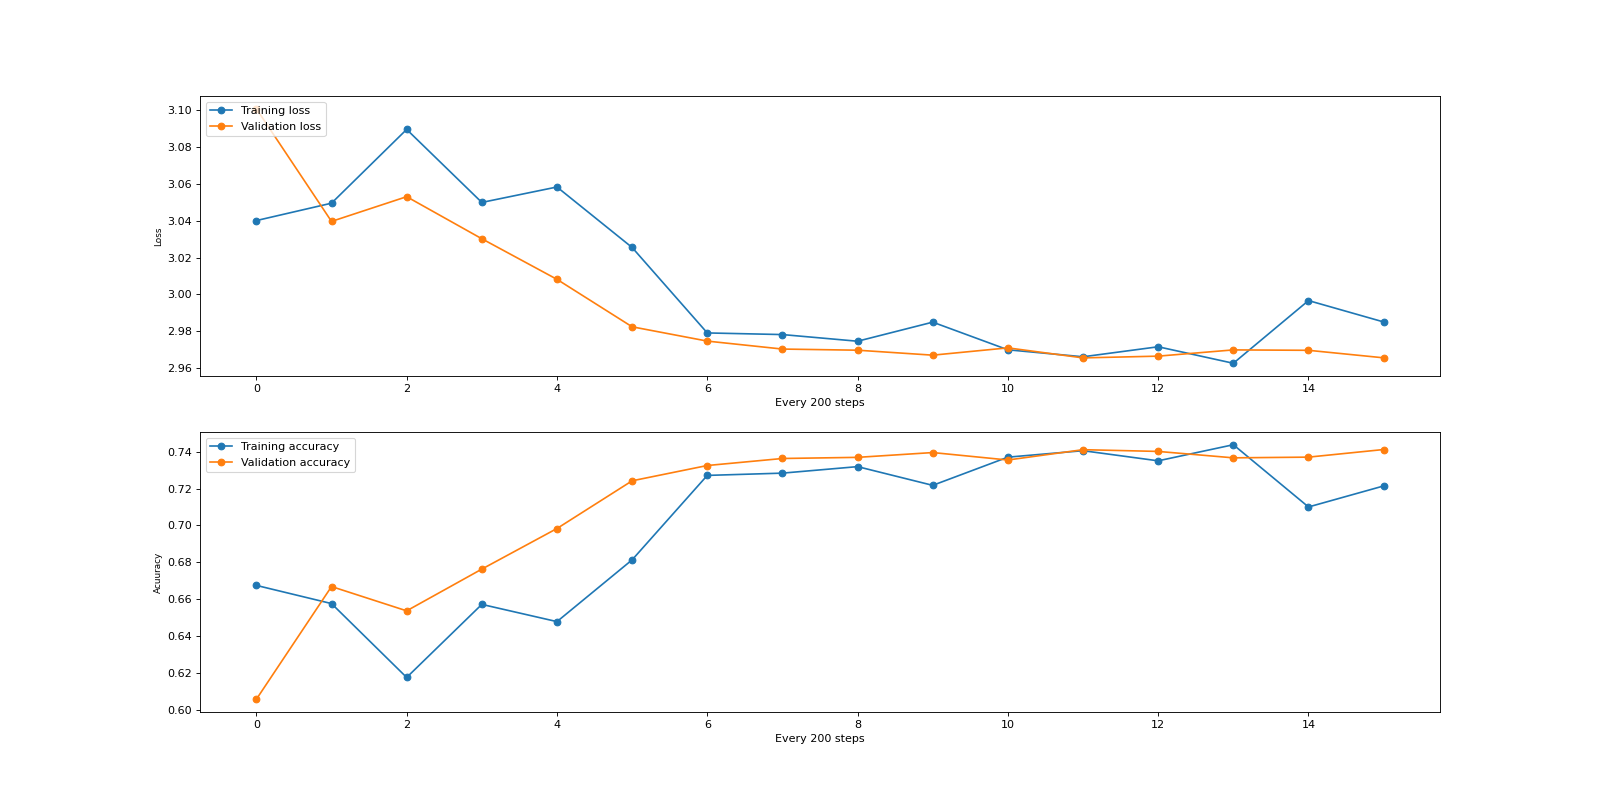 Training loss
Validation loss
3.10
3.08
3.06
3.04
3.02
3.00
2.98
2.96
Loss
0 2 4 6 8 10 12 14
Every 200 steps
Training accuracy
Validation accuracy
0.74
0.72
0.70
0.68
0.66
0.64
0.62
0.60
Acuuracy
0 2 4 6 8 10 12 14
Every 200 steps